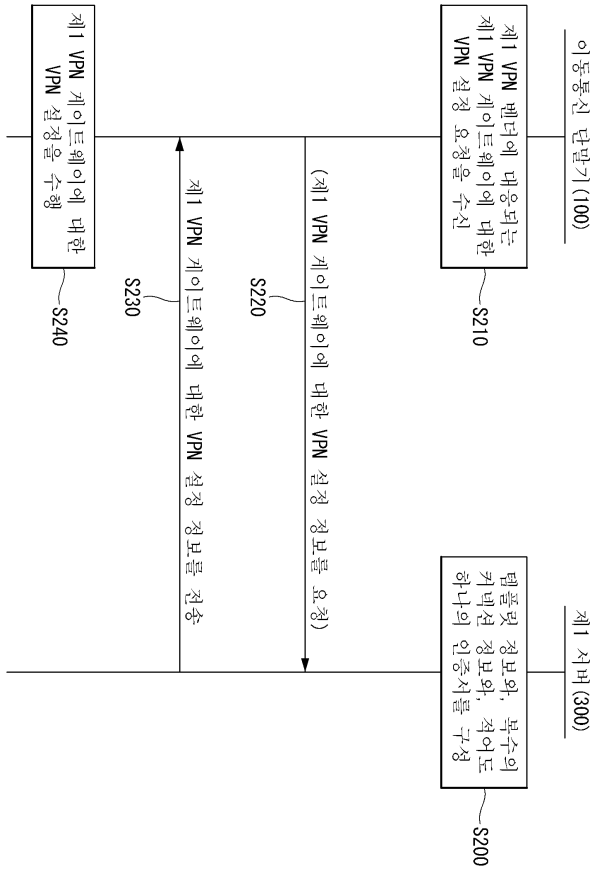 이동통신 단말기(100)
제1 서버(300)
템플릿 정보와, 복수의
커넥션 정보와, 적어도
하나의 인증서를 구성
S200
제1 VPN 벤더에 대응되는
제1 VPN 게이트웨이에 대한
VPN 설정 요청을 수신
S210
(제1 VPN 게이트웨이에 대한 VPN 설정 정보를 요청)
S220
제1 VPN 게이트웨이에 대한 VPN 설정 정보를 전송
S230
제1 VPN 게이트웨이에 대한
VPN 설정을 수행
S240